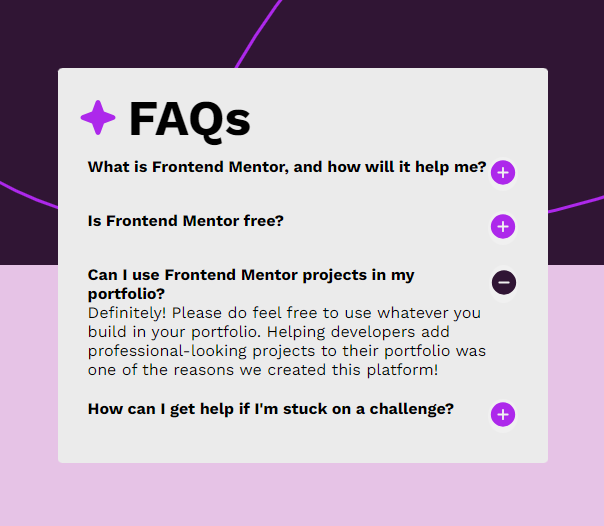 FAQs
What is Frontend Mentor, and how will it help me?
Is Frontend Mentor free?
Can I use Frontend Mentor projects in my
portfolio?
Definitely! Please do feel free to use whatever you
build in your portfolio. Helping developers add
professional-looking projects to their portfolio was
one of the reasons we created this platform!
How can I get help if I'm stuck on a challenge?